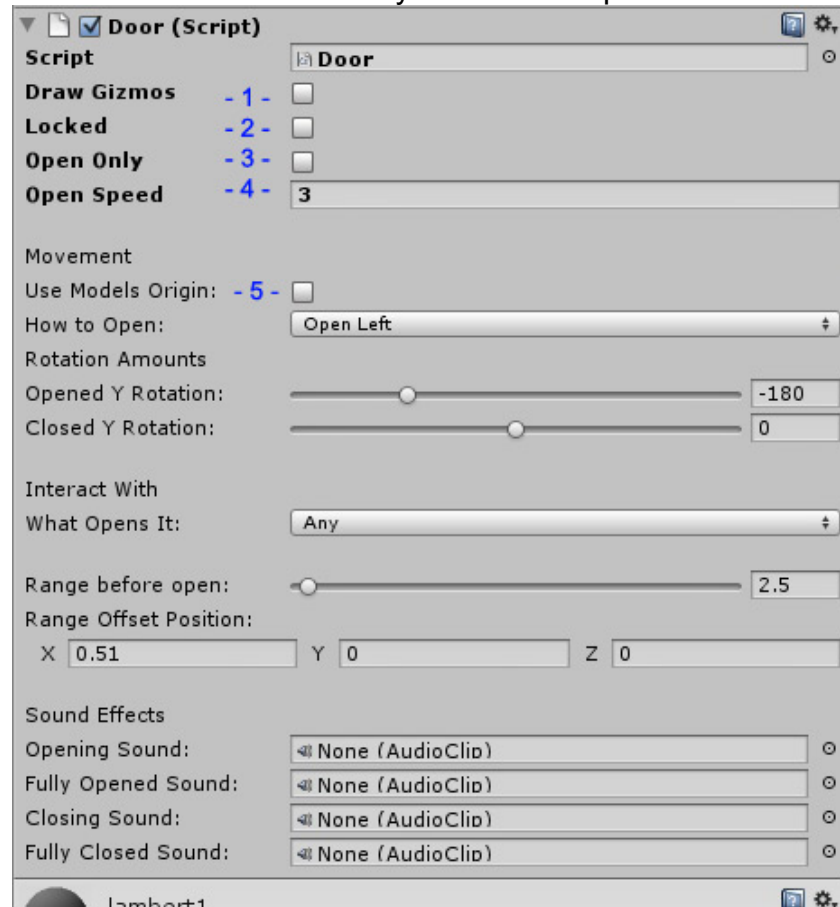 Door (Script)
Script Door
Draw Gizmos - 1 -
Locked - 2 -
Open Only - 3 -
Open Speed - 4 - 3
Movement
Use Models Origin: - 5 -
How to Open: Open Left
Rotation Amounts
Opened Y Rotation: -180
Closed Y Rotation: 0
Interact With
What Opens It: Any
Range before open: 2.5
Range Offset Position:
X 0.51 Y 0 Z 0
Sound Effects
Opening Sound: None (AudioClip)
Fully Opened Sound: None (AudioClip)
Closing Sound: None (AudioClip)
Fully Closed Sound: None (AudioClip)
lambert1